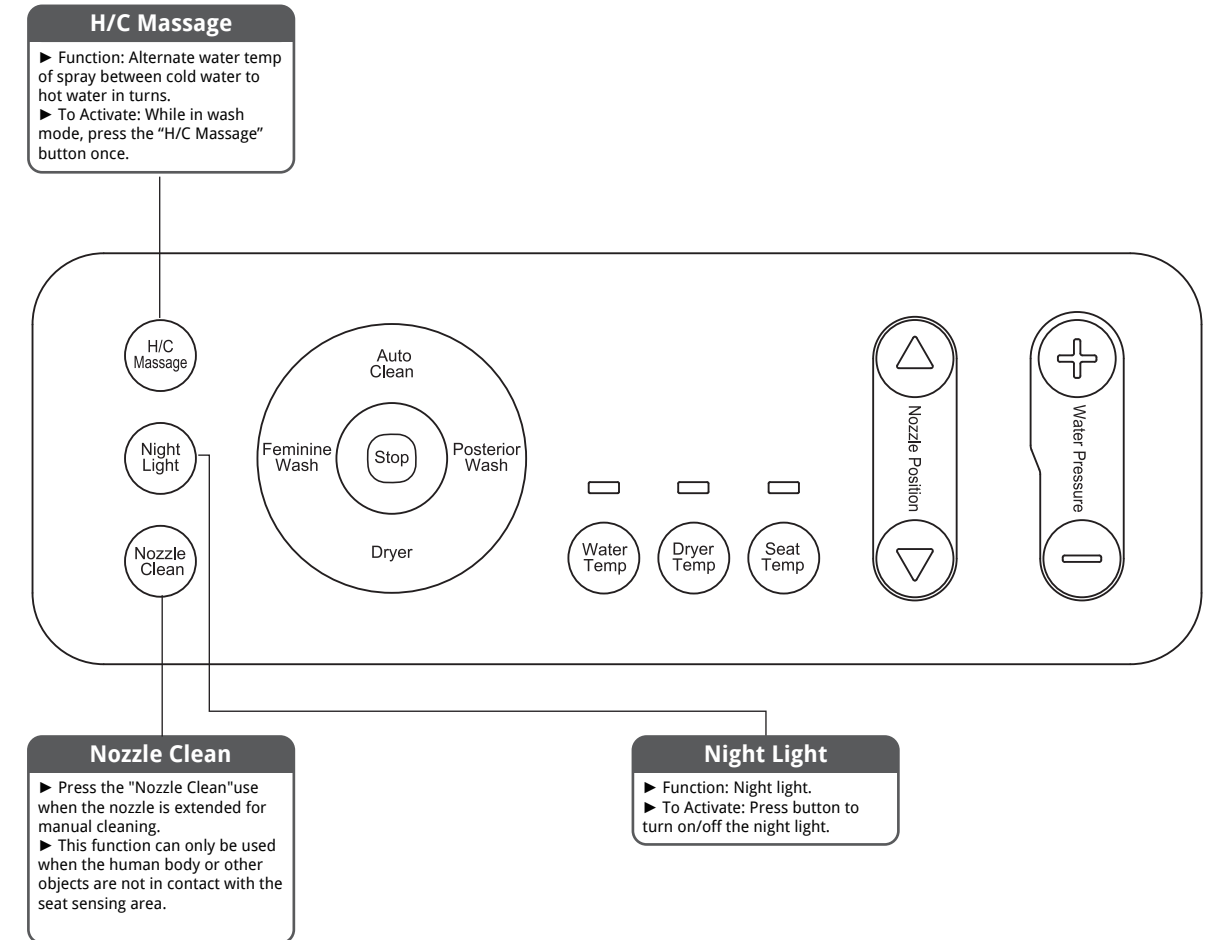 H/C Massage
► Function: Alternate water temp
of spray between cold water to
hot water in turns.
► To Activate: While in wash
mode, press the “H/C Massage”
button once.
H/C
Massage
Night
Light
Nozzle
Clean
Auto
Clean
Feminine
Wash
Stop
Posterior
Wash
Dryer
Water
Temp
Dryer
Temp
Seat
Temp
Nozzle Position
Water Pressure
Nozzle Clean
► Press the "Nozzle Clean"use
when the nozzle is extended for
manual cleaning.
► This function can only be used
when the human body or other
objects are not in contact with the
seat sensing area.
Night Light
► Function: Night light.
► To Activate: Press button to
turn on/off the night light.